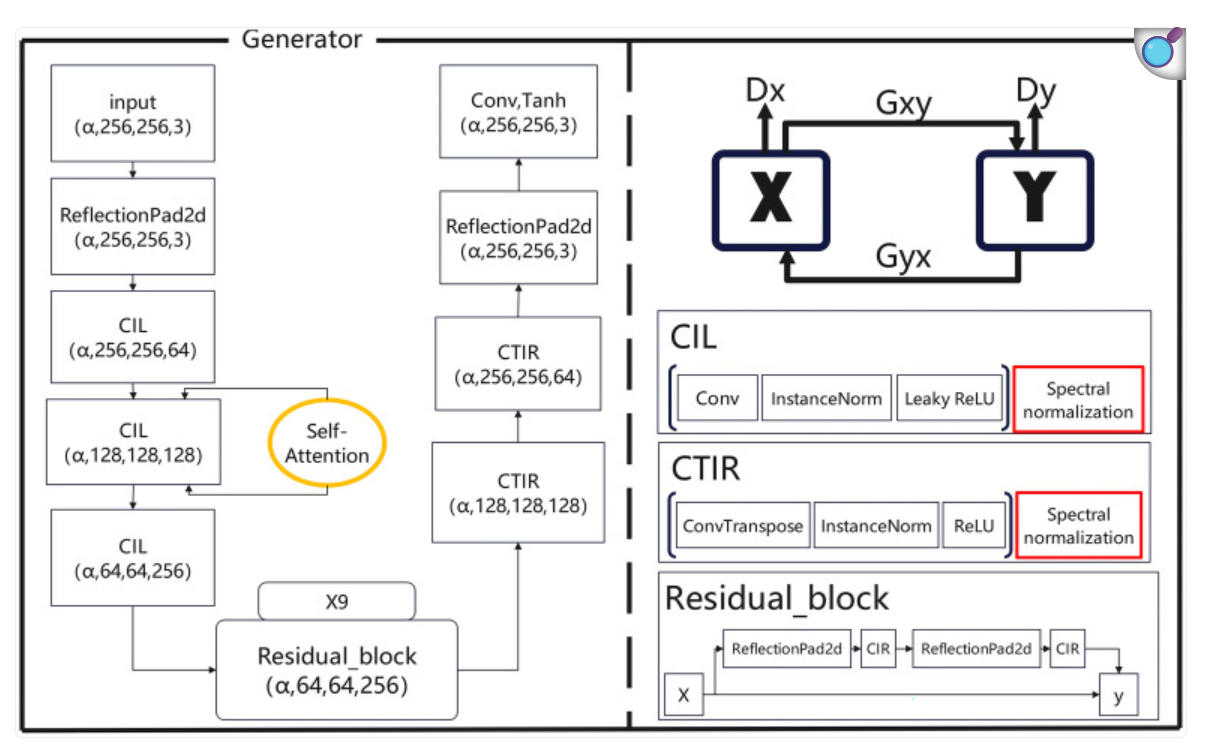 Generator
input
(α,256,256,3)
ReflectionPad2d
(α,256,256,3)
CIL
(α,256,256,64)
CIL
(α,128,128,128)
Self-
Attention
CIL
(α,64,64,256)
X9
Residual_block
(α,64,64,256)
CTIR
(α,128,128,128)
CTIR
(α,256,256,64)
ReflectionPad2d
(α,256,256,3)
Conv,Tanh
(α,256,256,3)
Dx
Gxy
Dy
X
Y
Gyx
CIL
Conv
InstanceNorm
Leaky ReLU
Spectral
normalization
CTIR
ConvTranspose
InstanceNorm
ReLU
Spectral
normalization
Residual_block
ReflectionPad2d
CIR
ReflectionPad2d
CIR
X
y